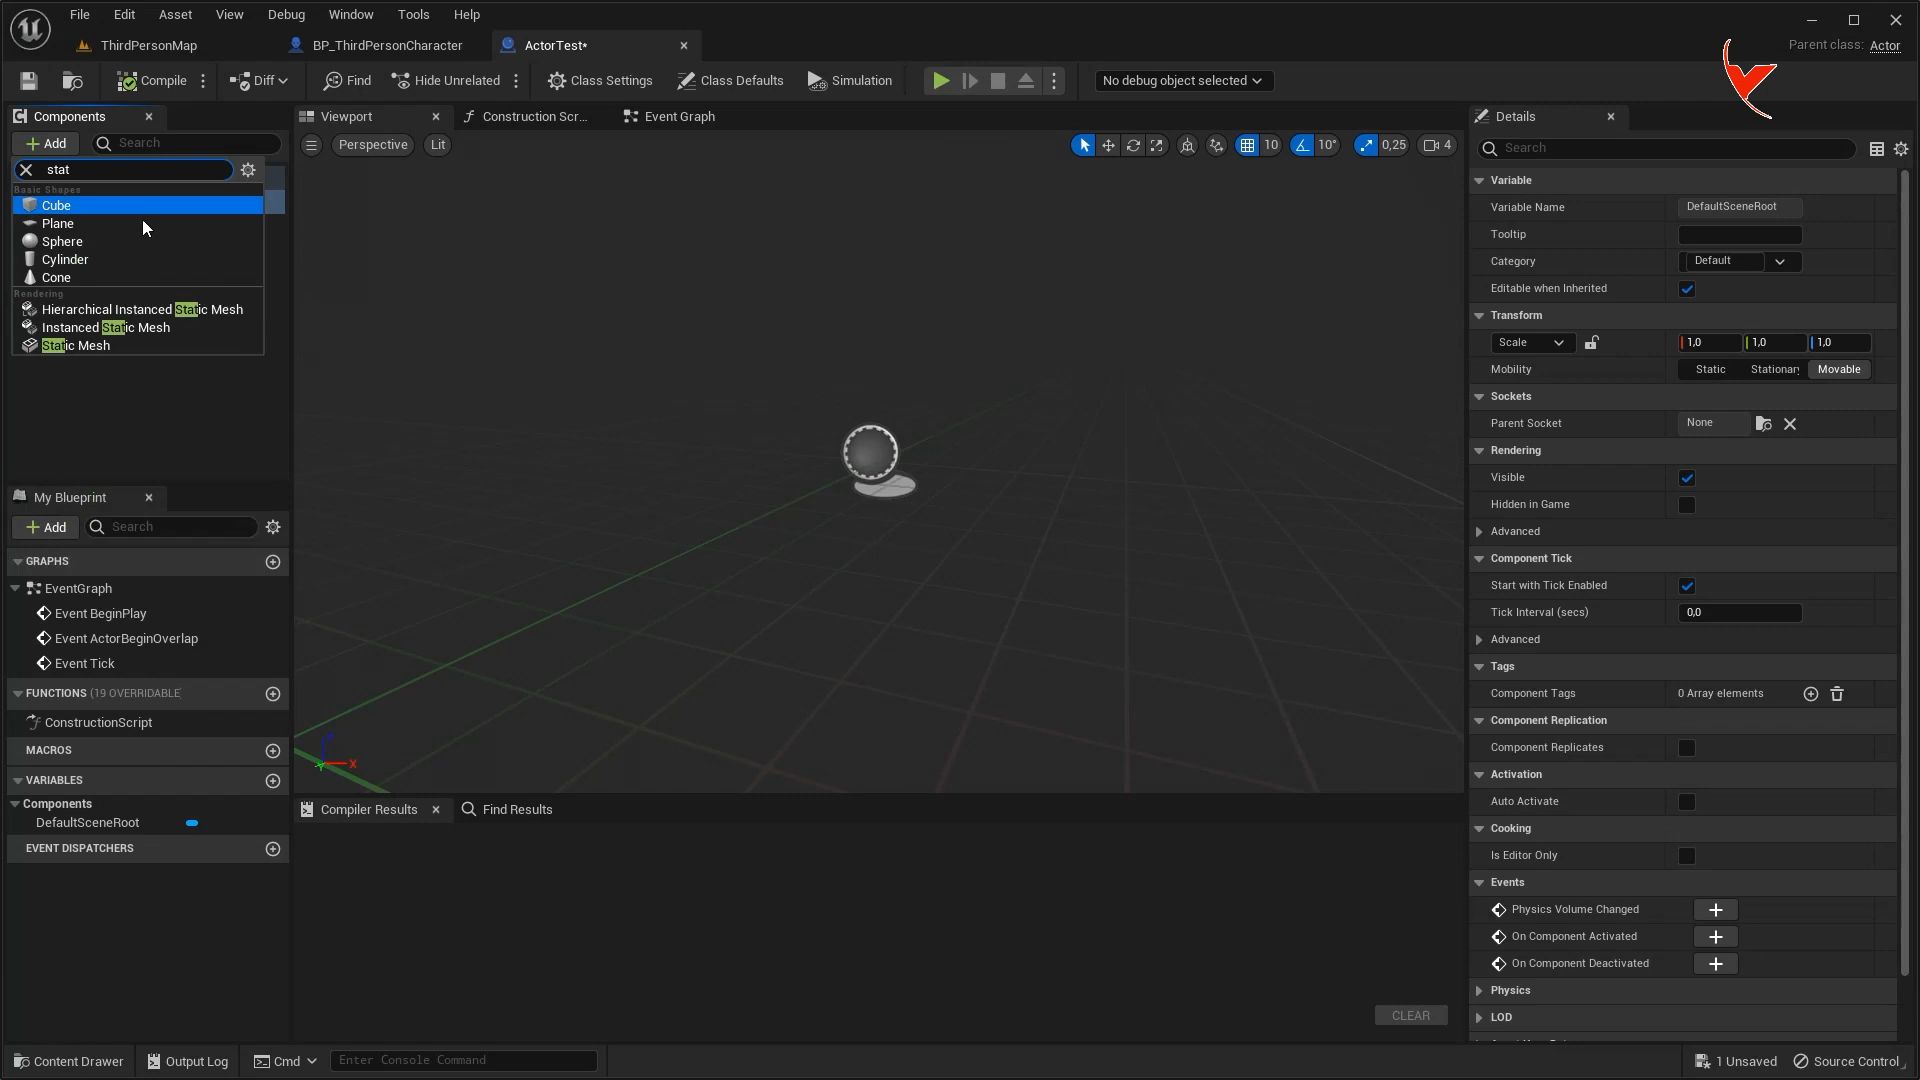 File Edit Asset View Debug Window Tools Help
ThirdPersonMap BP_ThirdPersonCharacter ActorTest* Parent class: Actor
Compile Diff Find Hide Unrelated Class Settings Class Defaults Simulation No debug object selected
Components Viewport Construction Scr... Event Graph Details
Add Search Perspective Lit 10 10° 0,25 4 Search
stat
Basic Shapes
Cube
Plane
Sphere
Cylinder
Cone
Rendering
Hierarchical Instanced Static Mesh
Instanced Static Mesh
Static Mesh
X
My Blueprint
Add Search
GRAPHS
EventGraph
Event BeginPlay
Event ActorBeginOverlap
Event Tick
FUNCTIONS (19 OVERRIDABLE
ConstructionScript
MACROS
VARIABLES
Components
DefaultSceneRoot
EVENT DISPATCHERS
Compiler Results Find Results
CLEAR
Variable
Variable Name DefaultSceneRoot
Tooltip
Category Default
Editable when Inherited
Transform
Scale 1,0 1,0 1,0
Mobility Static Stationary Movable
Sockets
Parent Socket None
Rendering
Visible
Hidden in Game
Advanced
Component Tick
Start with Tick Enabled
Tick Interval (secs) 0,0
Advanced
Tags
Component Tags 0 Array elements
Component Replication
Component Replicates
Activation
Auto Activate
Cooking
Is Editor Only
Events
Physics Volume Changed
On Component Activated
On Component Deactivated
Physics
LOD
Content Drawer Output Log Cmd Enter Console Command 1 Unsaved Source Control